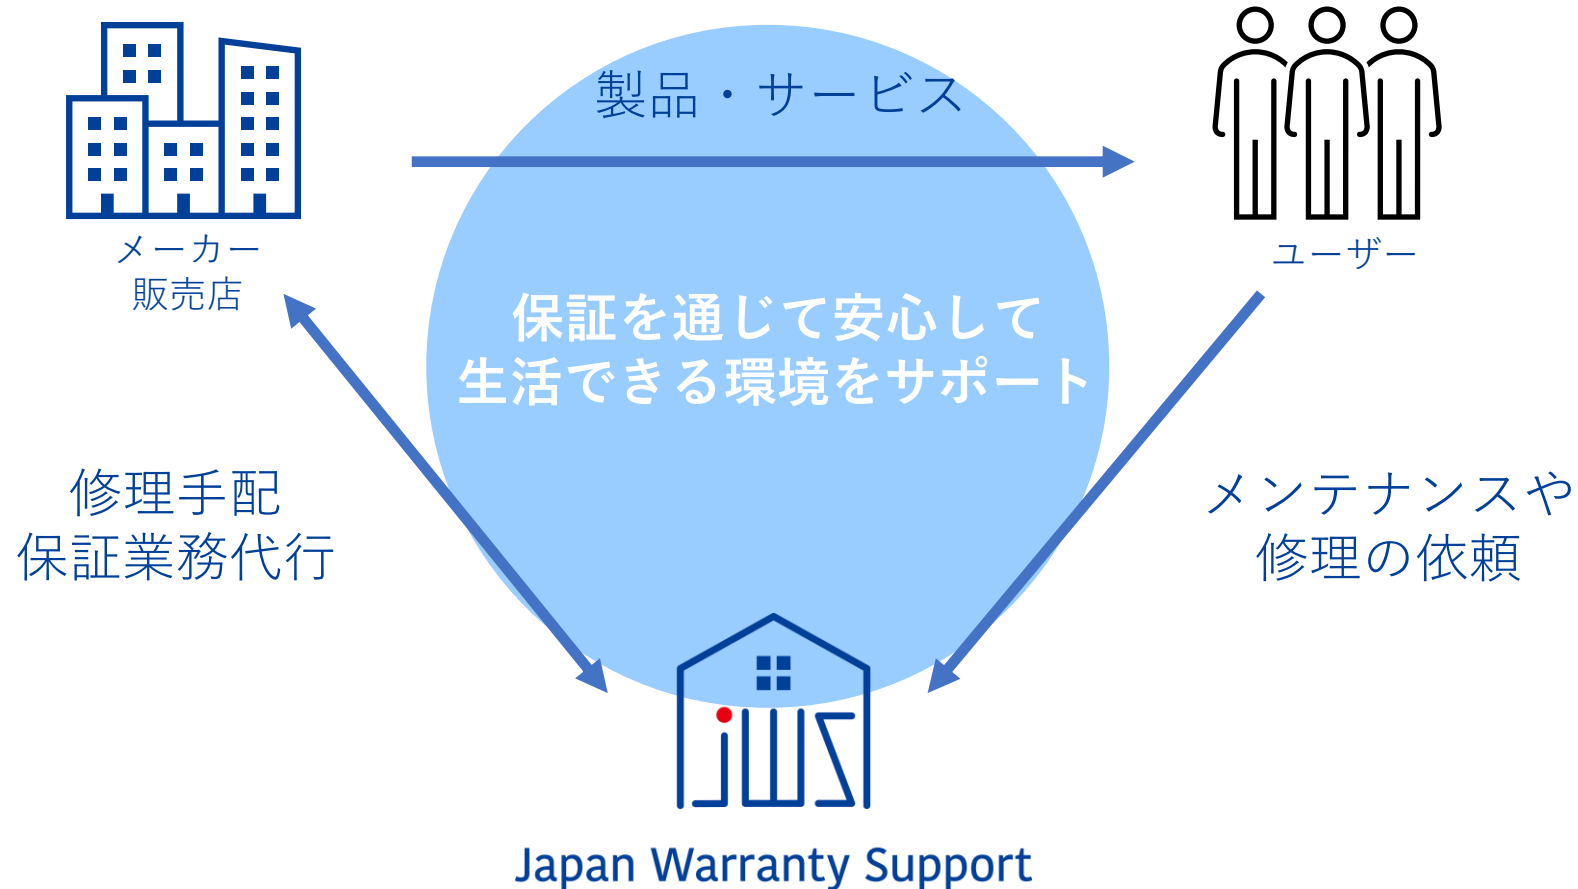 製品・サービス
メーカー
販売店
ユーザー
保証を通じて安心して
生活できる環境をサポート
修理手配
保証業務代行
メンテナンスや
修理の依頼
jws
Japan Warranty Support